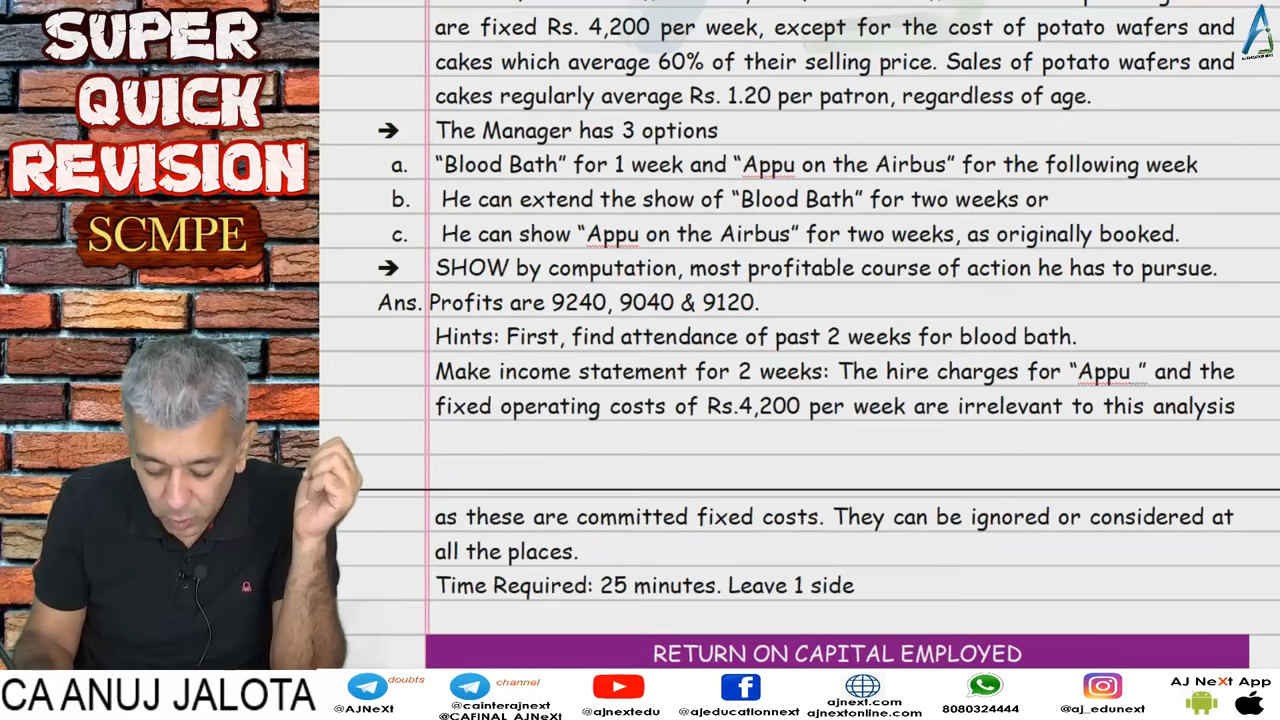 SUPER
QUICK
REVISION
SCMPE
are fixed Rs. 4,200 per week, except for the cost of potato wafers and
cakes which average 60% of their selling price. Sales of potato wafers and
cakes regularly average Rs. 1.20 per patron, regardless of age.
➔ The Manager has 3 options
a. “Blood Bath” for 1 week and “Appu on the Airbus” for the following week
b. He can extend the show of “Blood Bath” for two weeks or
c. He can show “Appu on the Airbus” for two weeks, as originally booked.
➔ SHOW by computation, most profitable course of action he has to pursue.
Ans. Profits are 9240, 9040 & 9120.
Hints: First, find attendance of past 2 weeks for blood bath.
Make income statement for 2 weeks: The hire charges for “Appu ” and the
fixed operating costs of Rs.4,200 per week are irrelevant to this analysis
as these are committed fixed costs. They can be ignored or considered at
all the places.
Time Required: 25 minutes. Leave 1 side
RETURN ON CAPITAL EMPLOYED
CA ANUJ JALOTA
doubts
@AJNeXt
channel
@cainterajnext
@CAFINAL_AJNeXt
@ajnextedu
@ajeducationnext
ajnext.com
ajnextonline.com
8080324444
@aj_edunext
AJ NeXt App